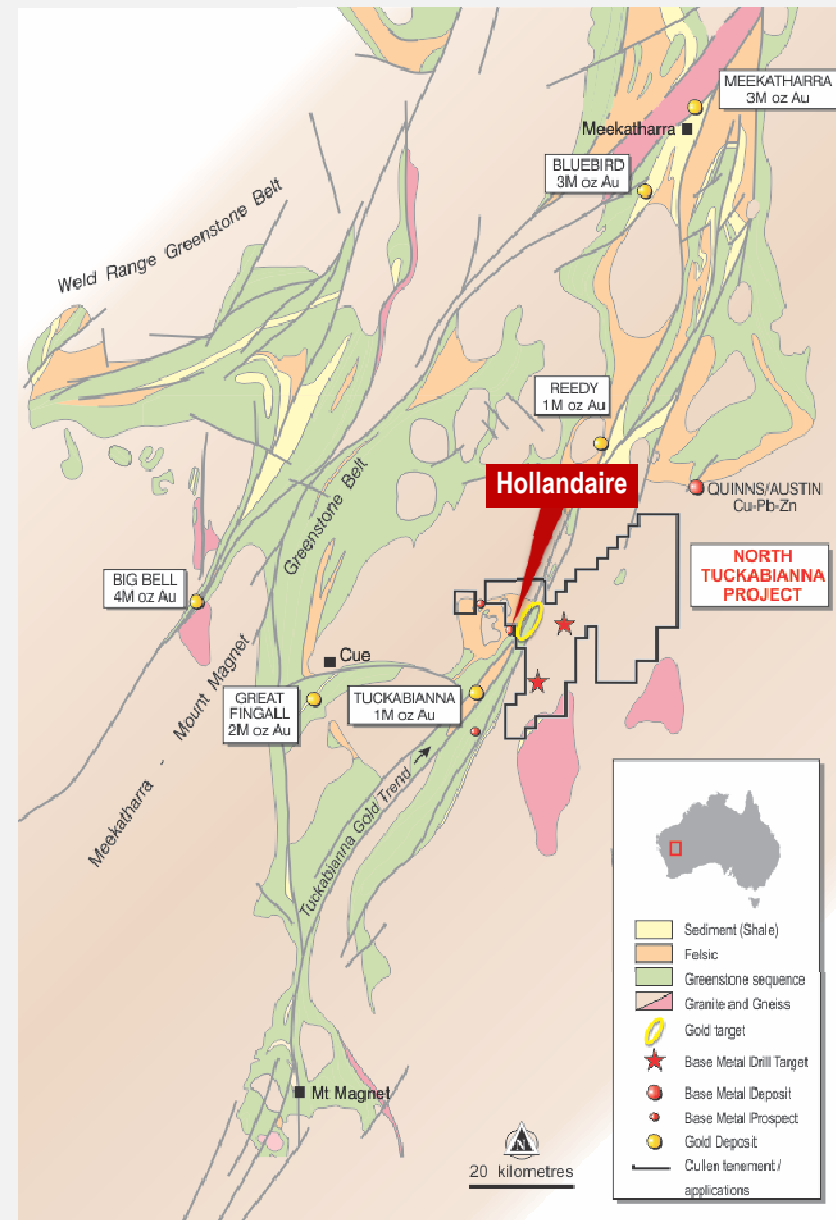 MEEKATHARRA
3M oz Au
Meekatharra
BLUEBIRD
3M oz Au
Weld Range Greenstone Belt
REEDY
1M oz Au
Hollandaire
QUINNS/AUSTIN
Cu-Pb-Zn
NORTH
TUCKABIANNA
PROJECT
BIG BELL
4M oz Au
Meekatharra - Mount Magnet Greenstone Belt
Cue
GREAT
FINGALL
2M oz Au
TUCKABIANNA
1M oz Au
Tuckabianna Gold Trend
Mt Magnet
N
20 kilometres
Sediment (Shale)
Felsic
Greenstone sequence
Granite and Gneiss
Gold target
Base Metal Drill Target
Base Metal Deposit
Base Metal Prospect
Gold Deposit
Cullen tenement /
applications